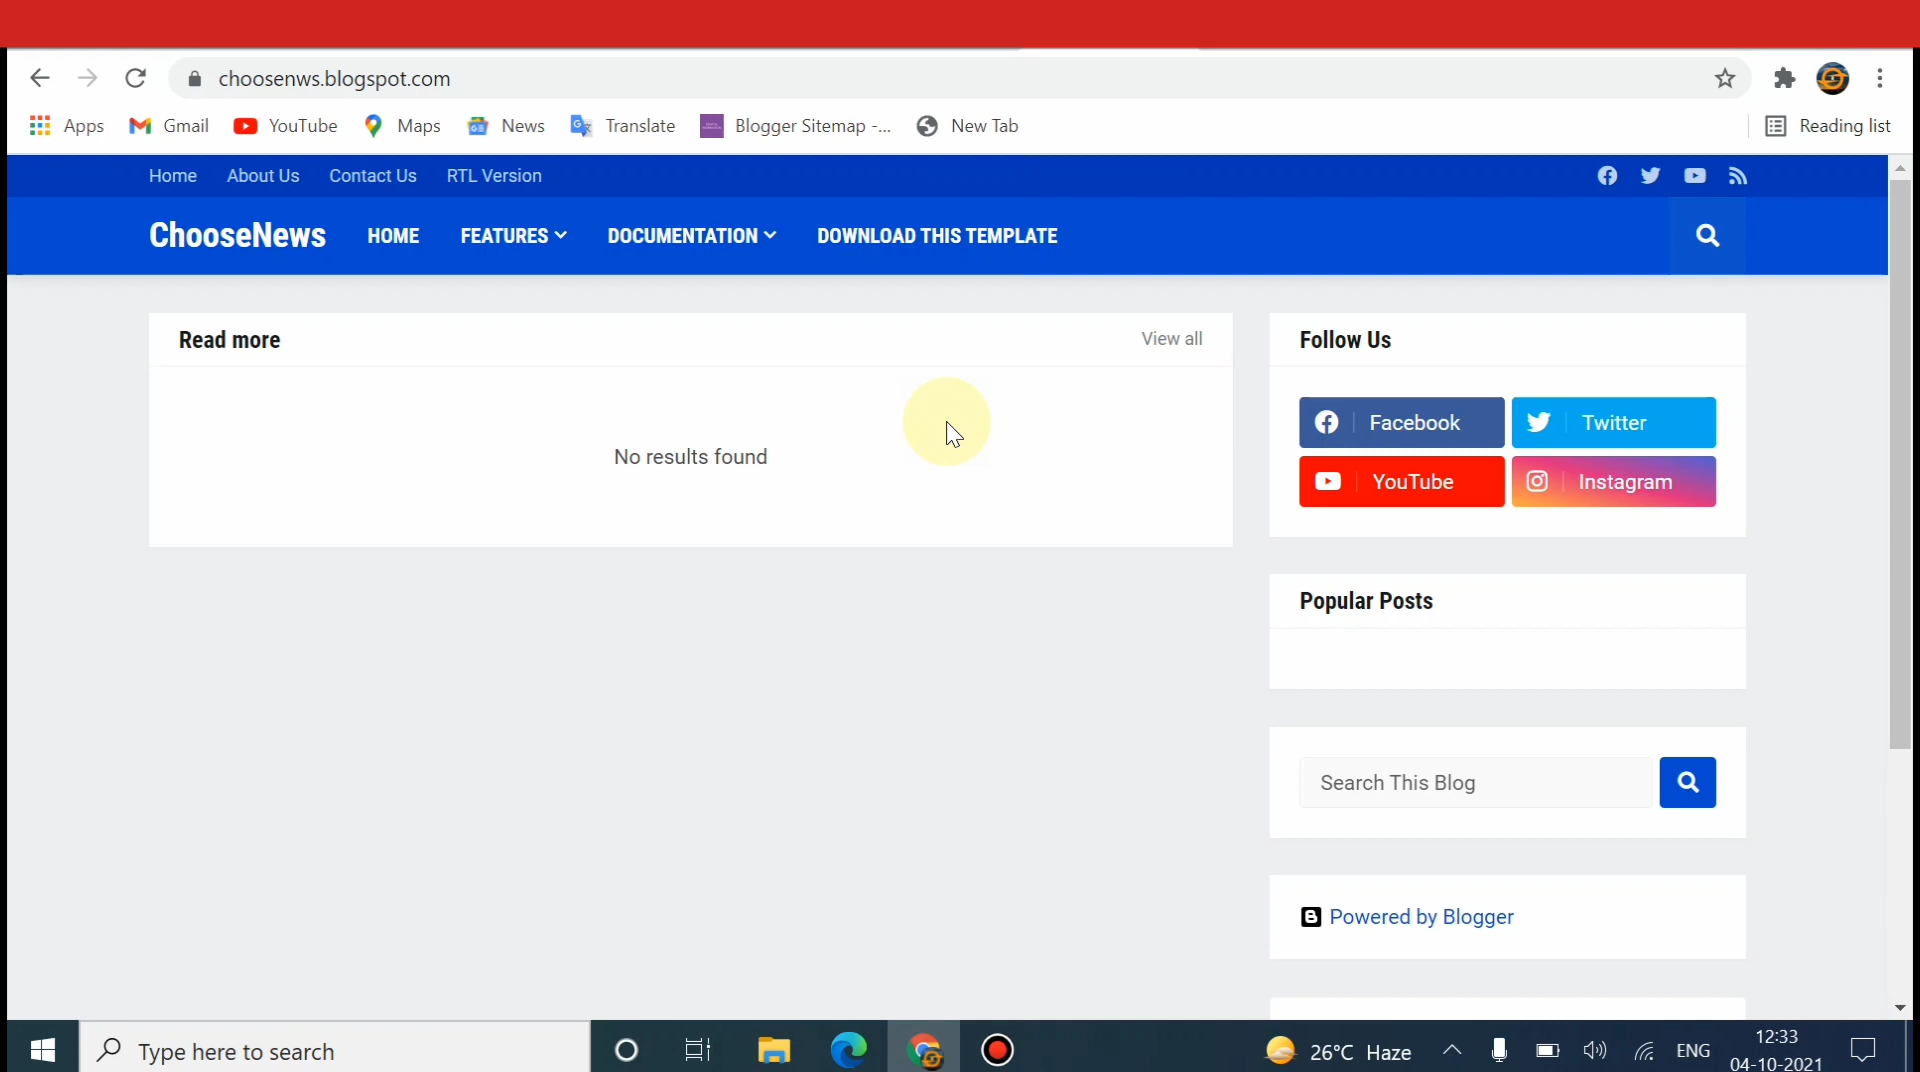 choosenws.blogspot.com
Apps Gmail YouTube Maps News Translate Blogger Sitemap -... New Tab Reading list
Home About Us Contact Us RTL Version
ChooseNews HOME FEATURES DOCUMENTATION DOWNLOAD THIS TEMPLATE
Read more View all
No results found
Follow Us
Facebook Twitter
YouTube Instagram
Popular Posts
Search This Blog
Powered by Blogger
Type here to search
26°C Haze
ENG
12:33
04-10-2021